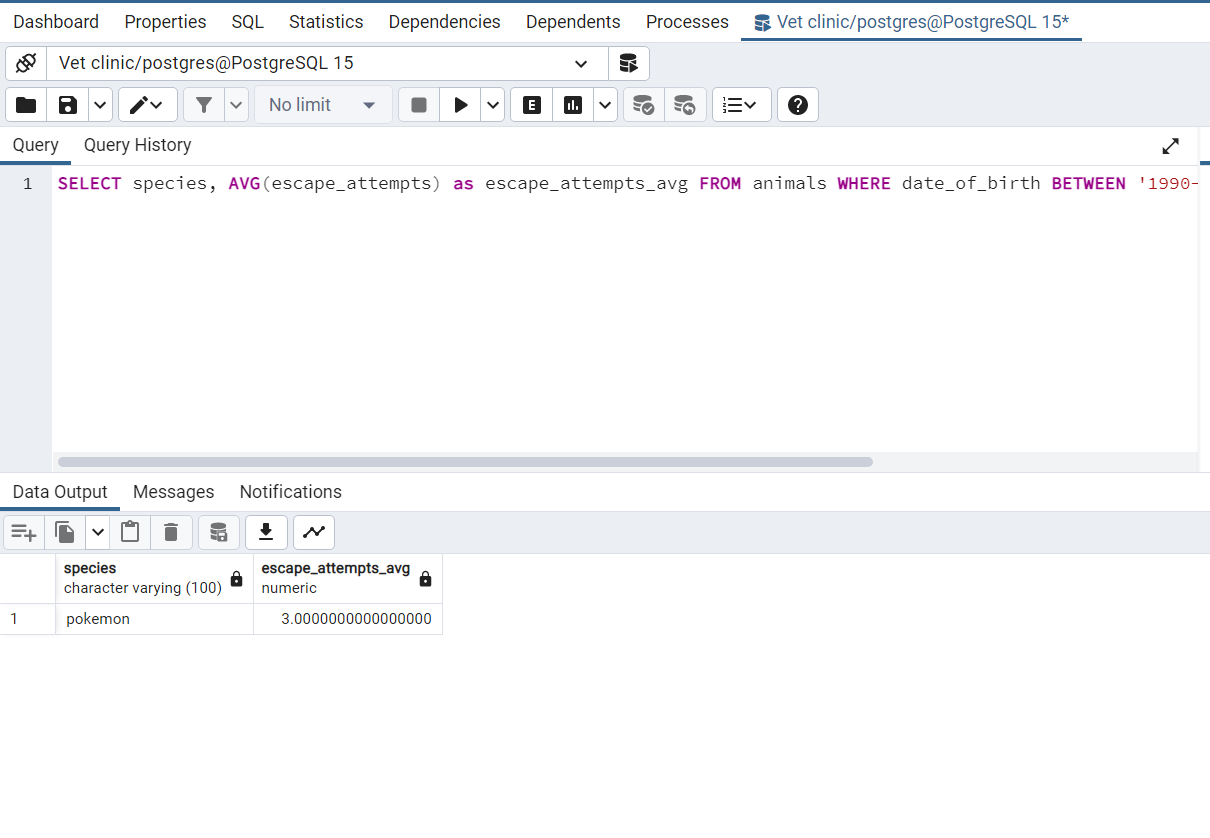 Dashboard Properties SQL Statistics Dependencies Dependents Processes Vet clinic/postgres@PostgreSQL 15*
Vet clinic/postgres@PostgreSQL 15
No limit E
Query Query History
1 SELECT species, AVG(escape_attempts) as escape_attempts_avg FROM animals WHERE date_of_birth BETWEEN '1990-
Data Output Messages Notifications
species escape_attempts_avg
character varying (100) numeric
1 pokemon 3.0000000000000000